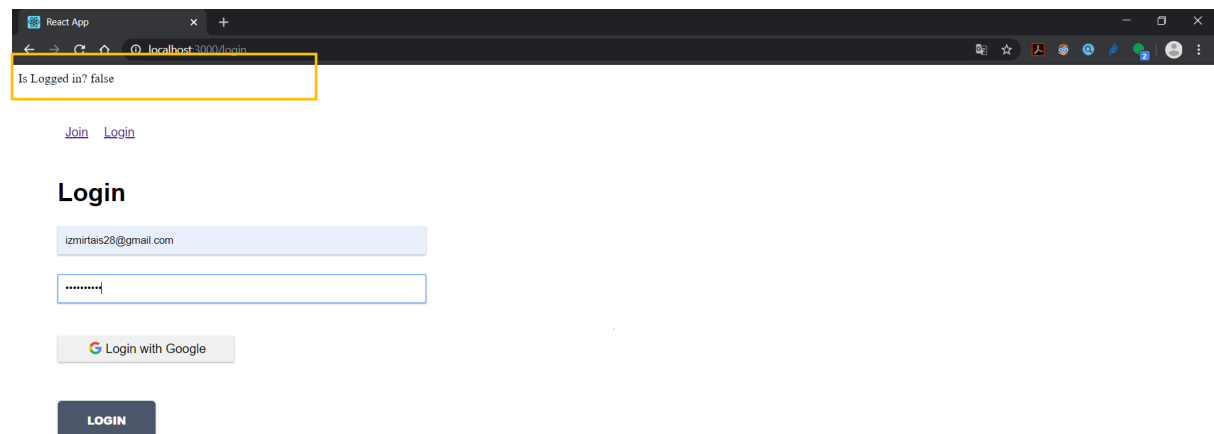 React App
localhost:3000/login
2
Is Logged in? false
Join Login
Login
izmirtais28@gmail.com
••••••••••
Login with Google
LOGIN